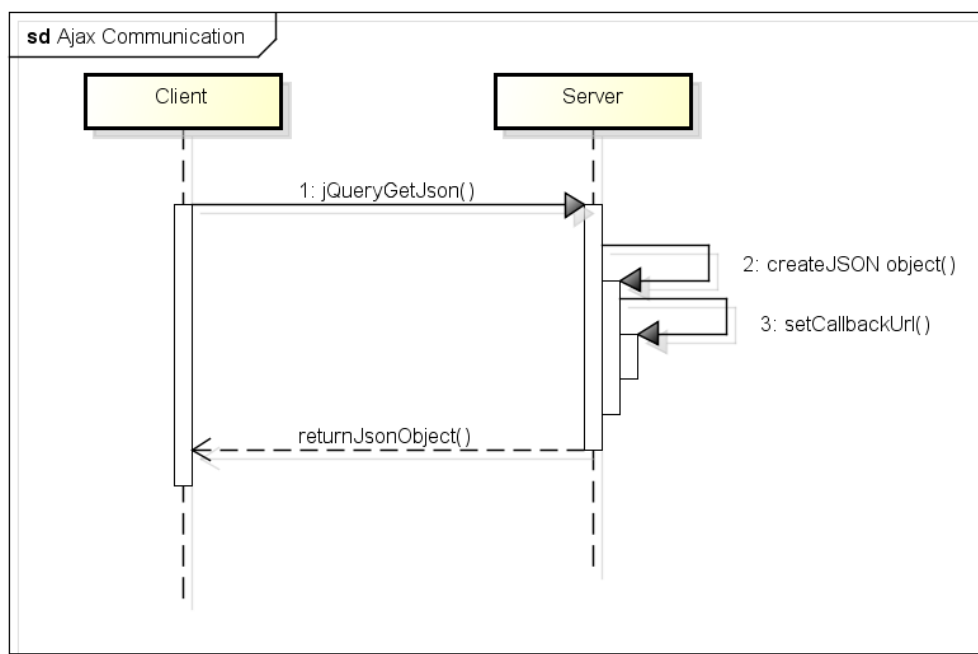 sd Ajax Communication
Client
Server
1: jQueryGetJson()
2: createJSON object()
3: setCallbackUrl()
returnJsonObject()